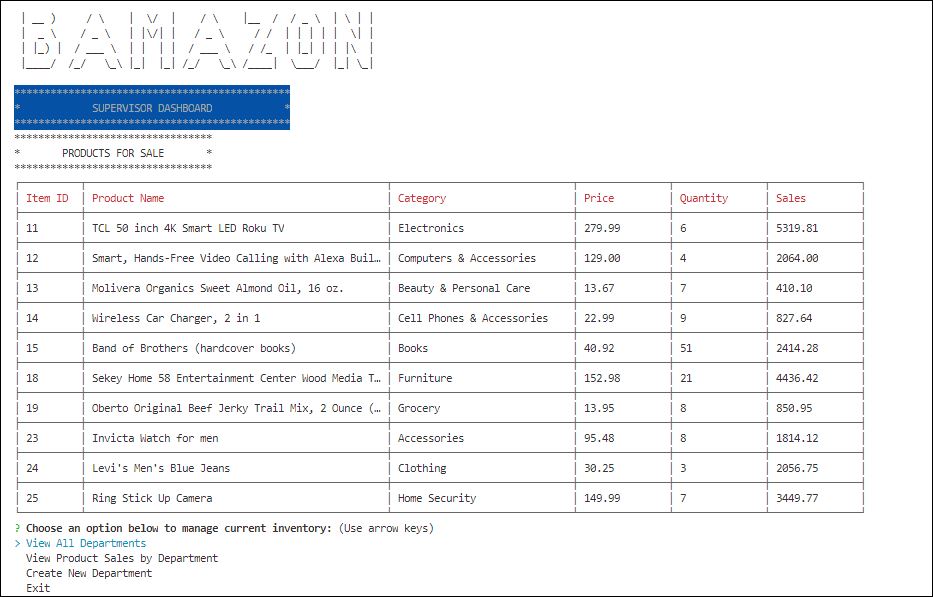 BAMAZON
**********************************************
* SUPERVISOR DASHBOARD *
**********************************************
*********************************
* PRODUCTS FOR SALE *
*********************************
Item ID Product Name Category Price Quantity Sales
11 TCL 50 inch 4K Smart LED Roku TV Electronics 279.99 6 5319.81
12 Smart, Hands-Free Video Calling with Alexa Buil… Computers & Accessories 129.00 4 2064.00
13 Molivera Organics Sweet Almond Oil, 16 oz. Beauty & Personal Care 13.67 7 410.10
14 Wireless Car Charger, 2 in 1 Cell Phones & Accessories 22.99 9 827.64
15 Band of Brothers (hardcover books) Books 40.92 51 2414.28
18 Sekey Home 58 Entertainment Center Wood Media T… Furniture 152.98 21 4436.42
19 Oberto Original Beef Jerky Trail Mix, 2 Ounce (… Grocery 13.95 8 850.95
23 Invicta Watch for men Accessories 95.48 8 1814.12
24 Levi's Men's Blue Jeans Clothing 30.25 3 2056.75
25 Ring Stick Up Camera Home Security 149.99 7 3449.77
? Choose an option below to manage current inventory: (Use arrow keys)
> View All Departments
View Product Sales by Department
Create New Department
Exit